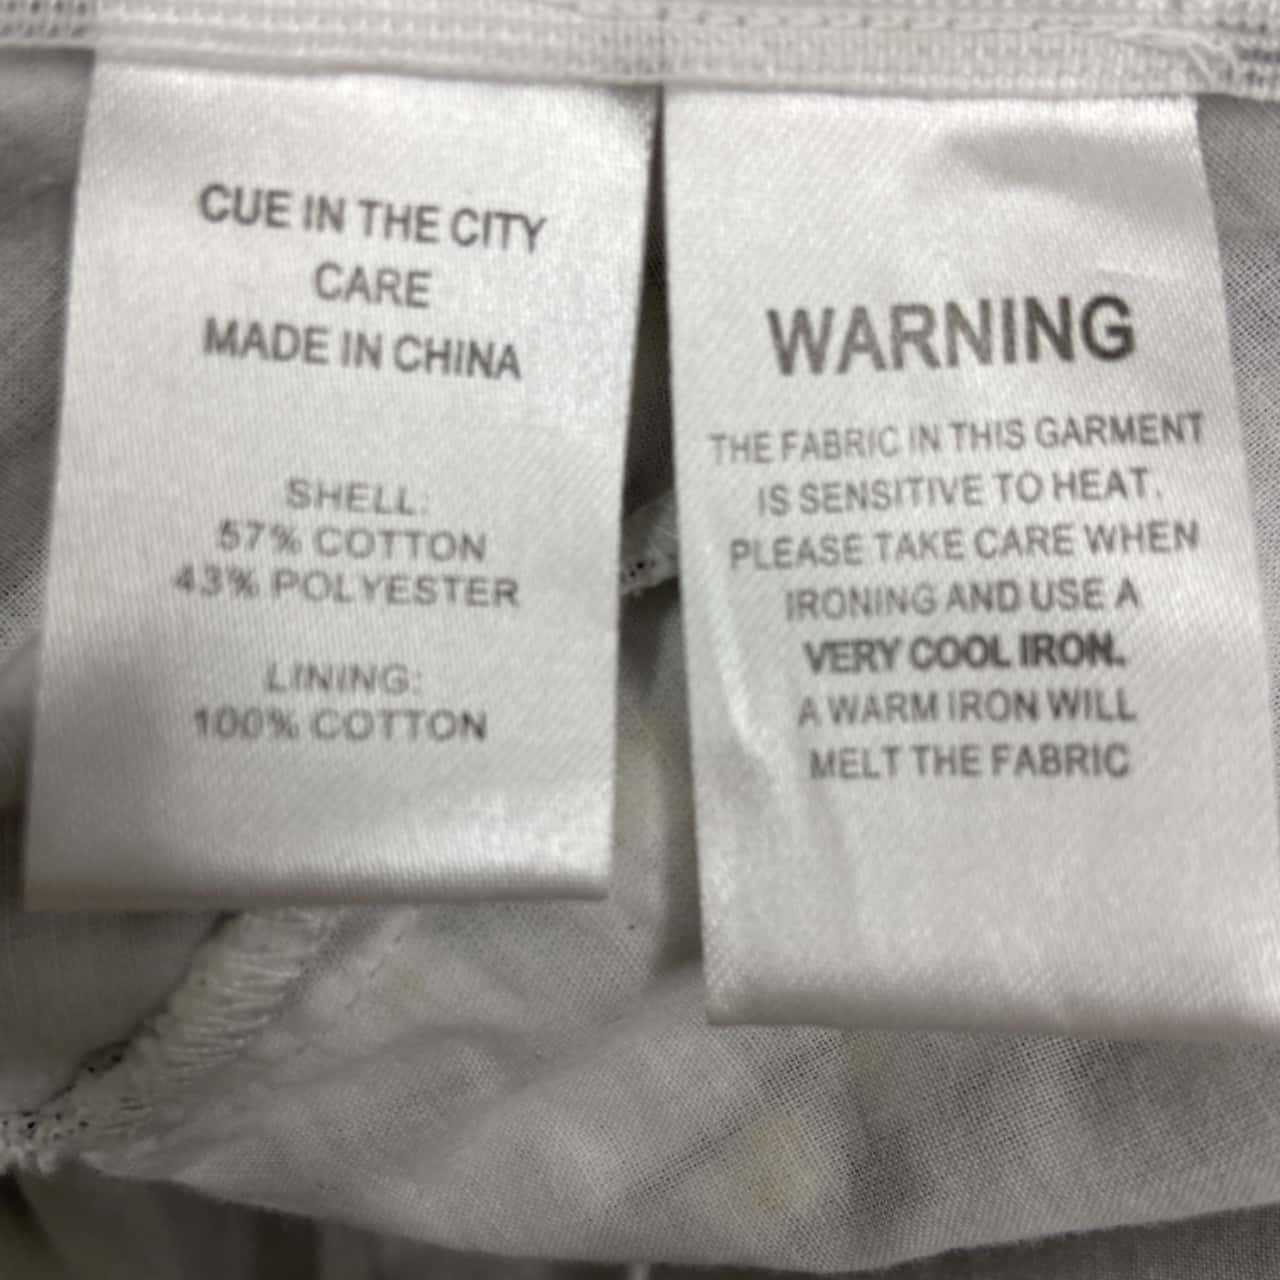 CUE IN THE CITY
CARE
MADE IN CHINA
SHELL:
57% COTTON
43% POLYESTER
LINING:
100% COTTON
WARNING
THE FABRIC IN THIS GARMENT
IS SENSITIVE TO HEAT.
PLEASE TAKE CARE WHEN
IRONING AND USE A
VERY COOL IRON.
A WARM IRON WILL
MELT THE FABRIC